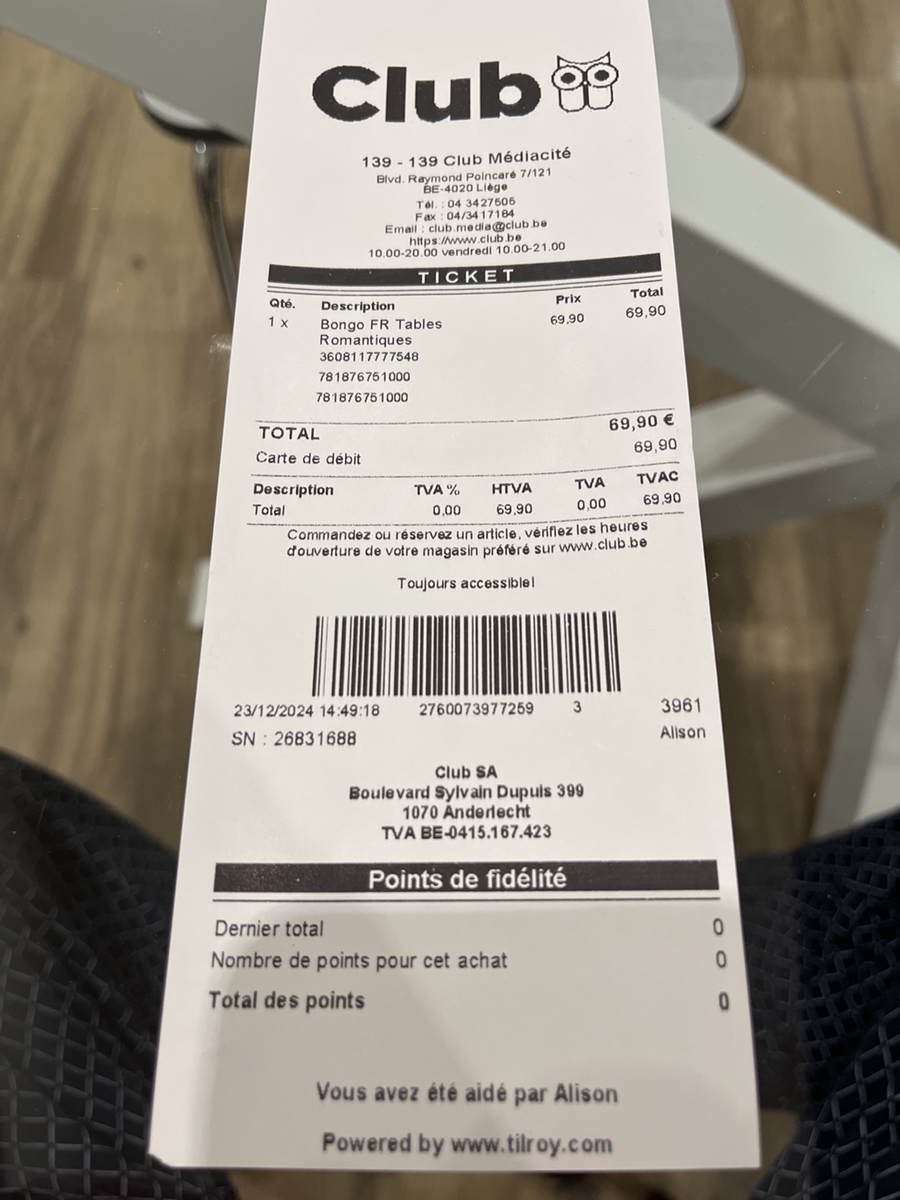 Club
139 - 139 Club Médiacité
Blvd. Raymond Poincaré 7/121
BE-4020 Liège
Tél. : 04 3427505
Fax : 04/3417184
Email : club.media@club.be
https://www.club.be
10.00-20.00 vendredi 10.00-21.00
TICKET
Qté. Description Prix Total
1 x Bongo FR Tables 69,90 69,90
Romantiques
3608117777548
781876751000
781876751000
TOTAL 69,90 €
Carte de débit 69,90
Description TVA % HTVA TVA TVAC
Total 0,00 69,90 0,00 69,90
Commandez ou réservez un article, vérifiez les heures
d'ouverture de votre magasin préféré sur www.club.be
Toujours accessible!
23/12/2024 14:49:18 2760073977259 3 3961
SN : 26831688 Alison
Club SA
Boulevard Sylvain Dupuis 399
1070 Anderlecht
TVA BE-0415.167.423
Points de fidélité
Dernier total 0
Nombre de points pour cet achat 0
Total des points 0
Vous avez été aidé par Alison
Powered by www.tilroy.com